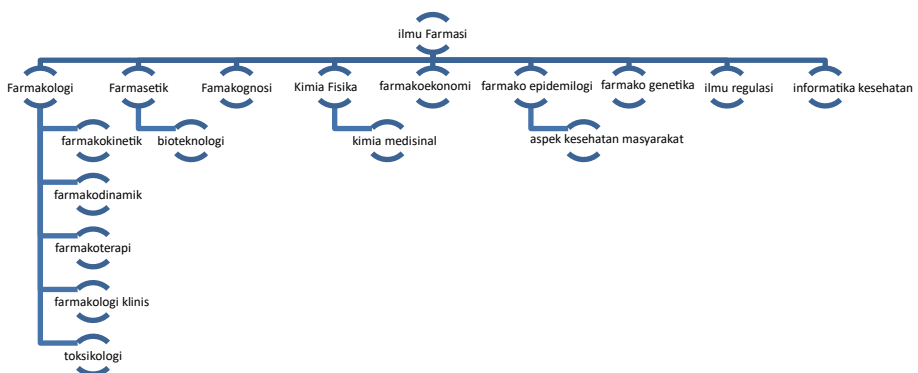 ilmu Farmasi
Farmakologi
Farmasetik
Famakognosi
Kimia Fisika
farmakoekonomi
farmako epidemilogi
farmako genetika
ilmu regulasi
informatika kesehatan
farmakokinetik
bioteknologi
kimia medisinal
aspek kesehatan masyarakat
farmakodinamik
farmakoterapi
farmakologi klinis
toksikologi